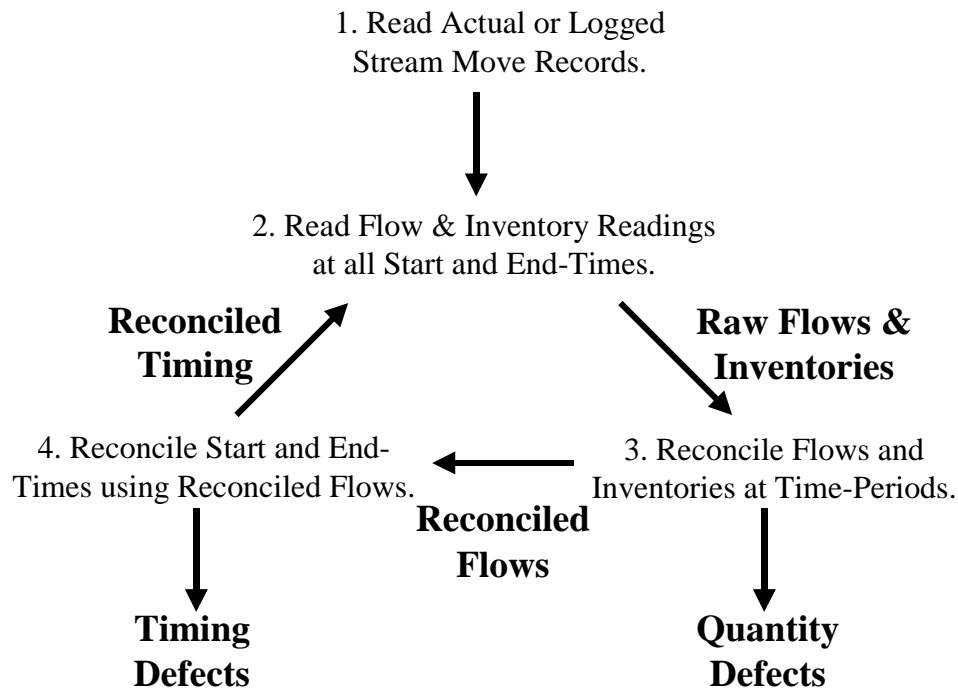 1. Read Actual or Logged
Stream Move Records.
2. Read Flow & Inventory Readings
at all Start and End-Times.
Reconciled
Timing
Raw Flows &
Inventories
4. Reconcile Start and End-
Times using Reconciled Flows.
3. Reconcile Flows and
Inventories at Time-Periods.
Reconciled
Flows
Timing
Defects
Quantity
Defects